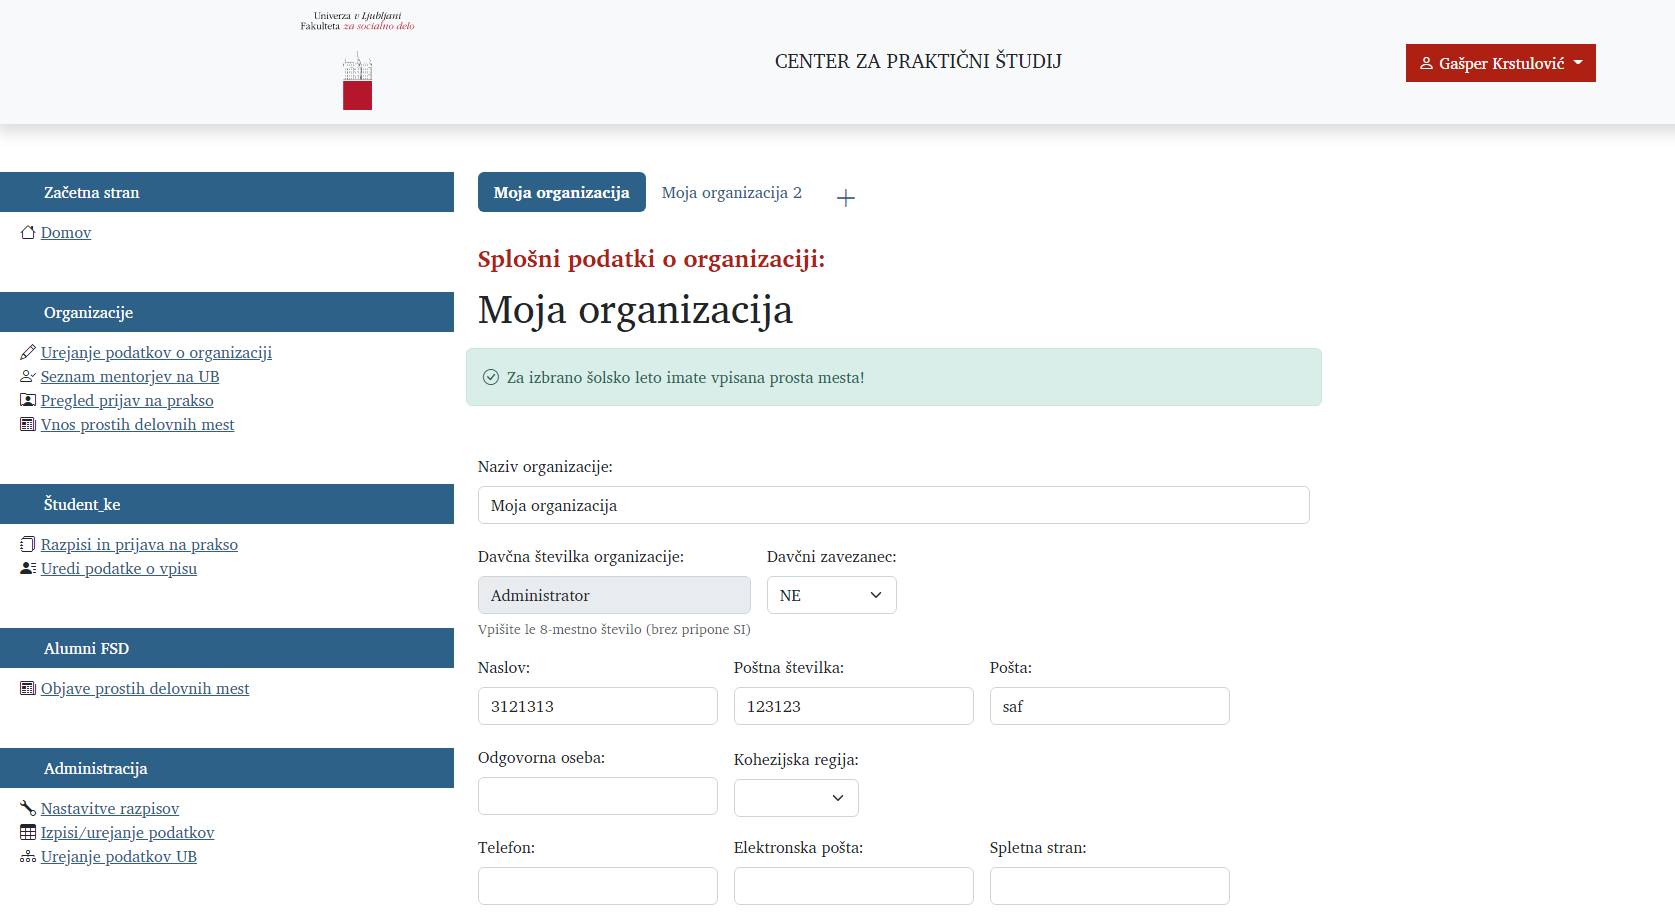 Univerza v Ljubljani
Fakulteta za socialno delo
CENTER ZA PRAKTIČNI ŠTUDIJ
Gašper Krstulović
Začetna stran
Domov
Organizacije
Urejanje podatkov o organizaciji
Seznam mentorjev na UB
Pregled prijav na prakso
Vnos prostih delovnih mest
Študent_ke
Razpisi in prijava na prakso
Uredi podatke o vpisu
Alumni FSD
Objave prostih delovnih mest
Administracija
Nastavitve razpisov
Izpisi/urejanje podatkov
Urejanje podatkov UB
Moja organizacija
Moja organizacija 2
Splošni podatki o organizaciji:
Moja organizacija
Za izbrano šolsko leto imate vpisana prosta mesta!
Naziv organizacije:
Moja organizacija
Davčna številka organizacije:
Davčni zavezanec:
Administrator
NE
Vpišite le 8-mestno število (brez pripone SI)
Naslov:
Poštna številka:
Pošta:
3121313
123123
saf
Odgovorna oseba:
Kohezijska regija:
Telefon:
Elektronska pošta:
Spletna stran: